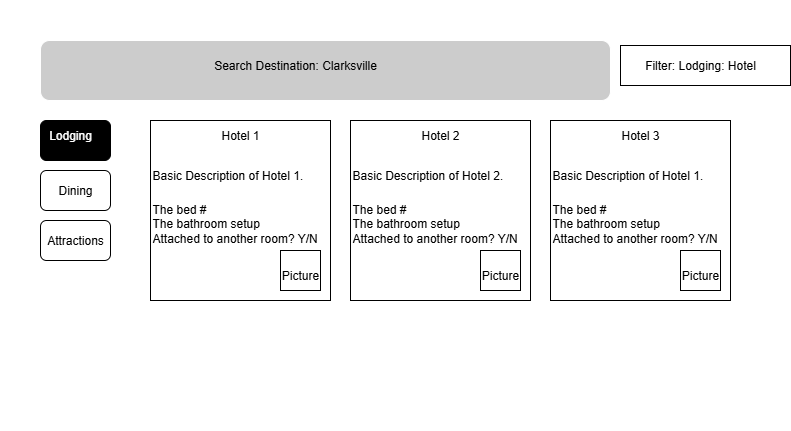 Search Destination: Clarksville
Filter: Lodging: Hotel
Lodging
Dining
Attractions
Hotel 1
Basic Description of Hotel 1.
The bed #
The bathroom setup
Attached to another room? Y/N
Picture
Hotel 2
Basic Description of Hotel 2.
The bed #
The bathroom setup
Attached to another room? Y/N
Picture
Hotel 3
Basic Description of Hotel 1.
The bed #
The bathroom setup
Attached to another room? Y/N
Picture